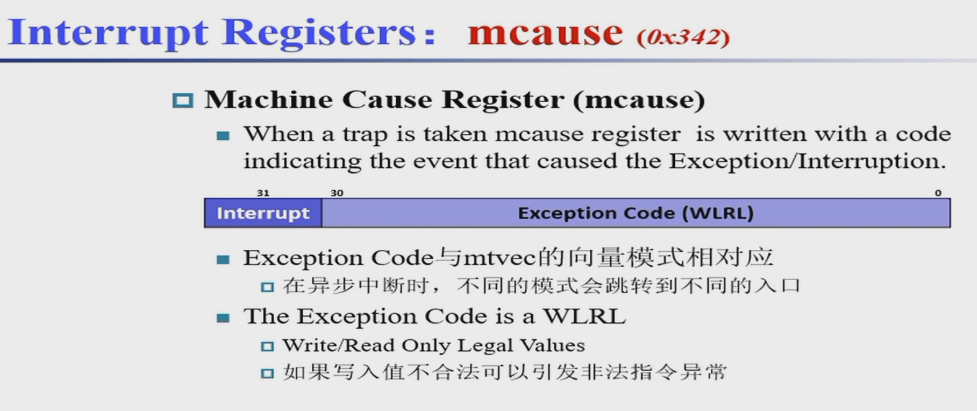 Interrupt Registers： mcause (0x342)
Machine Cause Register (mcause)
When a trap is taken mcause register is written with a code
indicating the event that caused the Exception/Interruption.
31 30 0
Interrupt Exception Code (WLRL)
Exception Code与mtvec的向量模式相对应
在异步中断时，不同的模式会跳转到不同的入口
The Exception Code is a WLRL
Write/Read Only Legal Values
如果写入值不合法可以引发非法指令异常